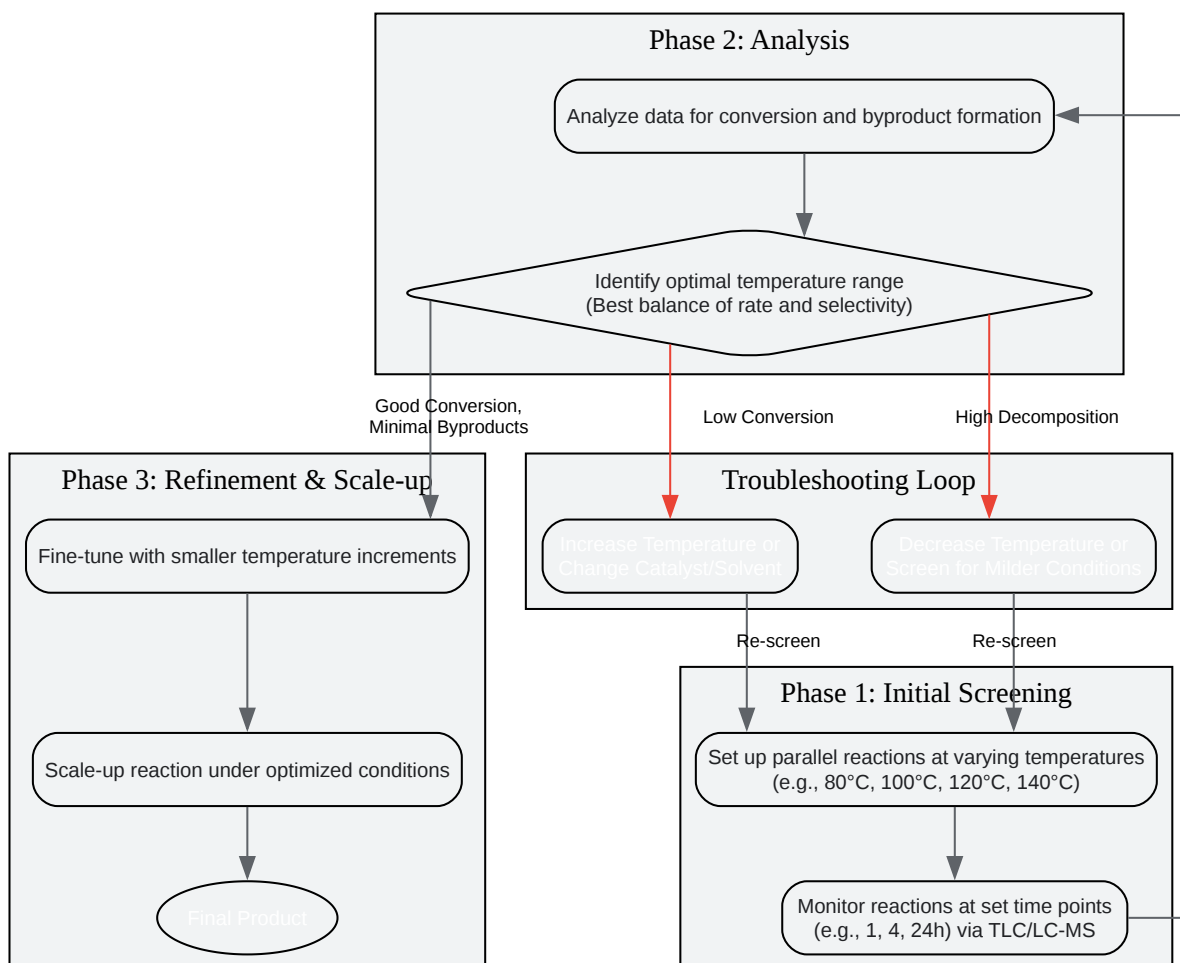 Phase 2: Analysis
Analyze data for conversion and byproduct formation
Identify optimal temperature range
(Best balance of rate and selectivity)
Good Conversion,
Minimal Byproducts
Low Conversion
High Decomposition
Phase 3: Refinement & Scale-up
Fine-tune with smaller temperature increments
Scale-up reaction under optimized conditions
Final Product
Troubleshooting Loop
Increase Temperature or
Change Catalyst/Solvent
Decrease Temperature or
Screen for Milder Conditions
Re-screen
Re-screen
Phase 1: Initial Screening
Set up parallel reactions at varying temperatures
(e.g., 80°C, 100°C, 120°C, 140°C)
Monitor reactions at set time points
(e.g., 1, 4, 24h) via TLC/LC-MS